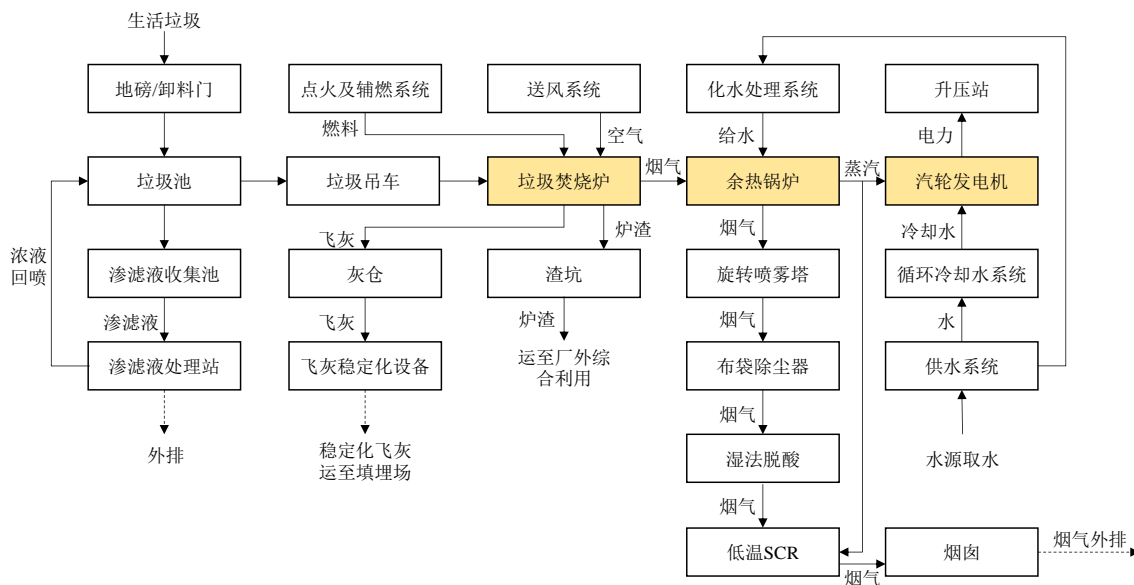 生活垃圾
地磅/卸料门
点火及辅燃系统
送风系统
化水处理系统
升压站
燃料
空气
给水
电力
垃圾池
垃圾吊车
垃圾焚烧炉
烟气
余热锅炉
蒸汽
汽轮发电机
飞灰
炉渣
烟气
冷却水
浓液
回喷
渗滤液收集池
灰仓
渣坑
旋转喷雾塔
循环冷却水系统
渗滤液
飞灰
炉渣
烟气
水
渗滤液处理站
飞灰稳定化设备
运至厂外综
合利用
布袋除尘器
供水系统
烟气
外排
稳定化飞灰
运至填埋场
湿法脱酸
水源取水
烟气
低温SCR
烟囱
烟气外排
烟气